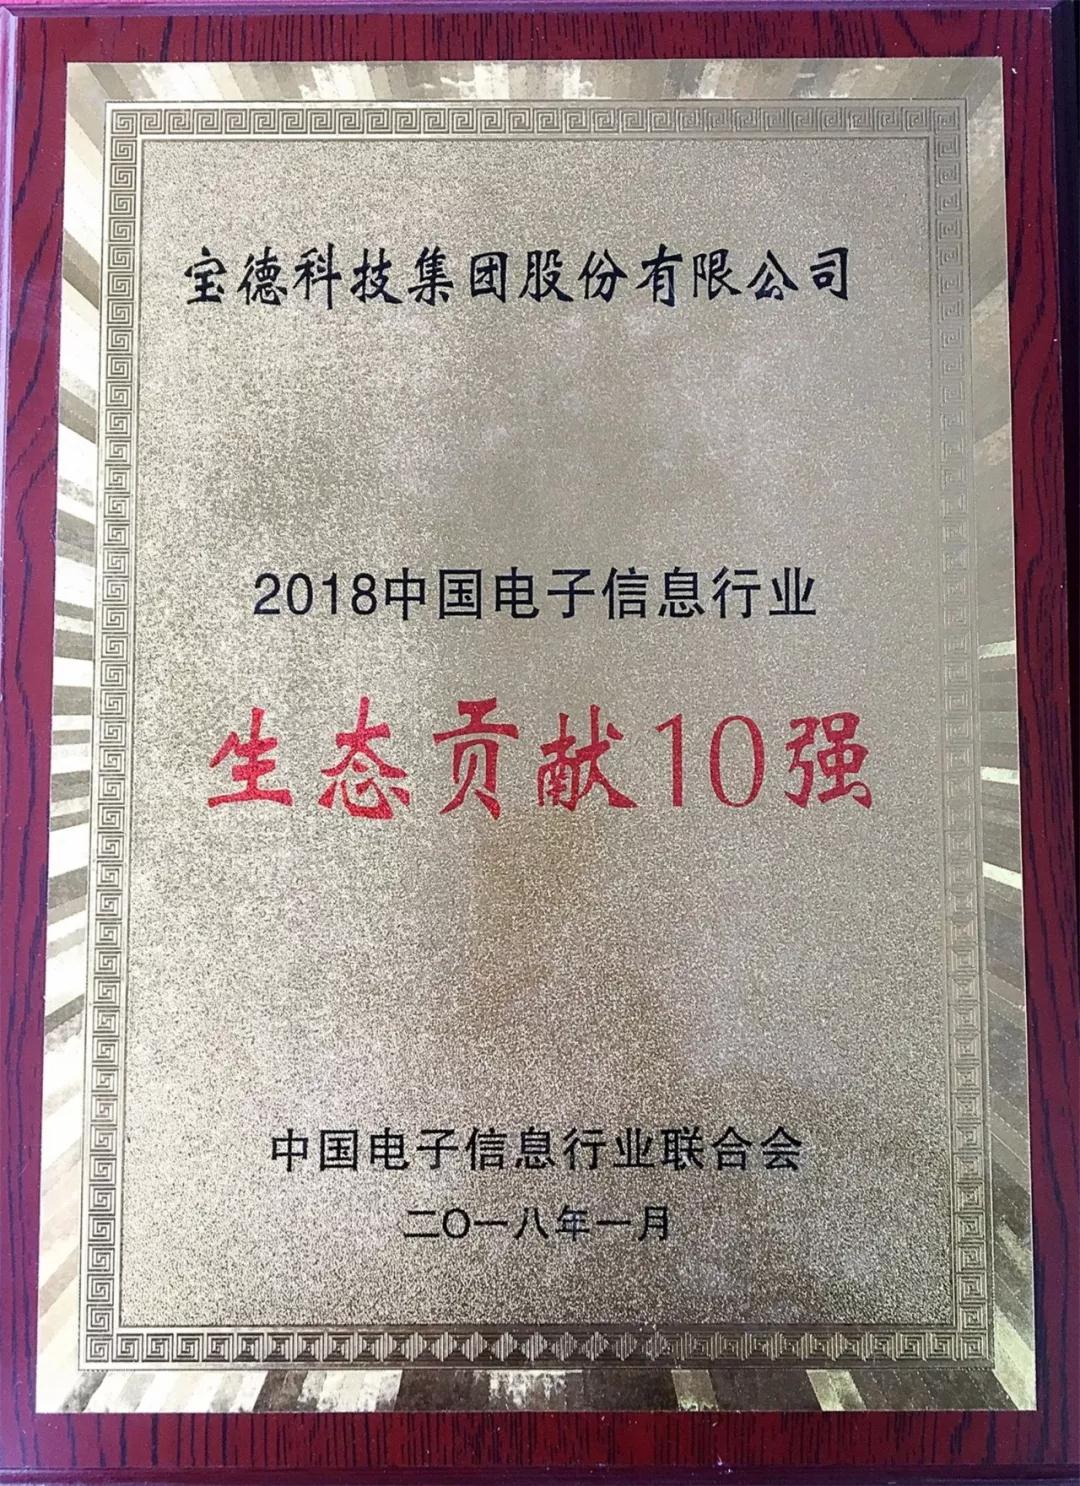 宝德科技集团股份有限公司
2018中国电子信息行业
生态贡献10强
中国电子信息行业联合会
二〇一八年一月